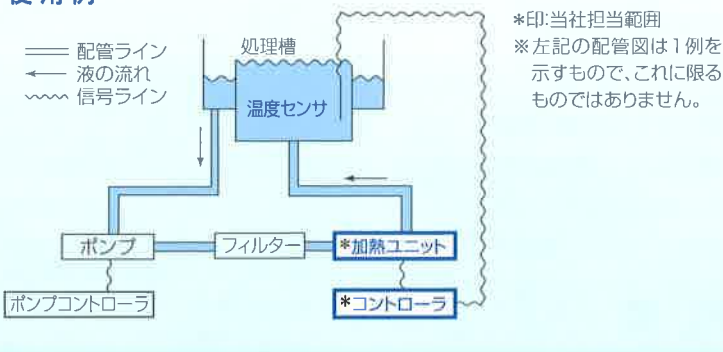 配管ライン
液の流れ
信号ライン
処理槽
温度センサ
*印:当社担当範囲
※左記の配管図は1例を
示すもので、これに限る
ものではありません。
ポンプ
フィルター
*加熱ユニット
ポンプコントローラ
*コントローラ